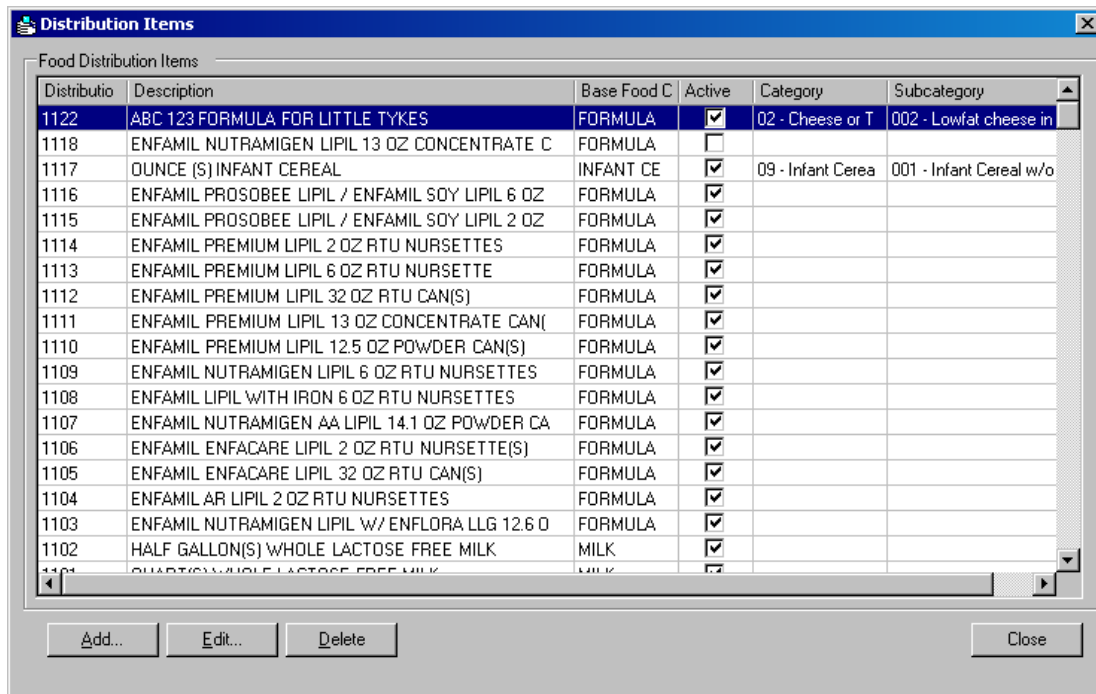 Distribution Items
Food Distribution Items
Distributio Description Base Food C Active Category Subcategory
1122 ABC 123 FORMULA FOR LITTLE TYKES FORMULA 02 - Cheese or T 002 - Lowfat cheese in
1118 ENFAMIL NUTRAMIGEN LIPIL 13 OZ CONCENTRATE C FORMULA
1117 OUNCE (S) INFANT CEREAL INFANT CE 09 - Infant Cerea 001 - Infant Cereal w/o
1116 ENFAMIL PROSOBEE LIPIL / ENFAMIL SOY LIPIL 6 OZ FORMULA
1115 ENFAMIL PROSOBEE LIPIL / ENFAMIL SOY LIPIL 2 OZ FORMULA
1114 ENFAMIL PREMIUM LIPIL 2 OZ RTU NURSETTES FORMULA
1113 ENFAMIL PREMIUM LIPIL 6 OZ RTU NURSETTE FORMULA
1112 ENFAMIL PREMIUM LIPIL 32 OZ RTU CAN(S) FORMULA
1111 ENFAMIL PREMIUM LIPIL 13 OZ CONCENTRATE CAN( FORMULA
1110 ENFAMIL PREMIUM LIPIL 12.5 OZ POWDER CAN(S) FORMULA
1109 ENFAMIL NUTRAMIGEN LIPIL 6 OZ RTU NURSETTES FORMULA
1108 ENFAMIL LIPIL WITH IRON 6 OZ RTU NURSETTES FORMULA
1107 ENFAMIL NUTRAMIGEN AA LIPIL 14.1 OZ POWDER CA FORMULA
1106 ENFAMIL ENFACARE LIPIL 2 OZ RTU NURSETTE(S) FORMULA
1105 ENFAMIL ENFACARE LIPIL 32 OZ RTU CAN(S) FORMULA
1104 ENFAMIL AR LIPIL 2 OZ RTU NURSETTES FORMULA
1103 ENFAMIL NUTRAMIGEN LIPIL W/ ENFLORA LLG 12.6 O FORMULA
1102 HALF GALLON(S) WHOLE LACTOSE FREE MILK MILK
1101 QUART(S) WHOLE LACTOSE FREE MILK MILK
Add... Edit... Delete Close